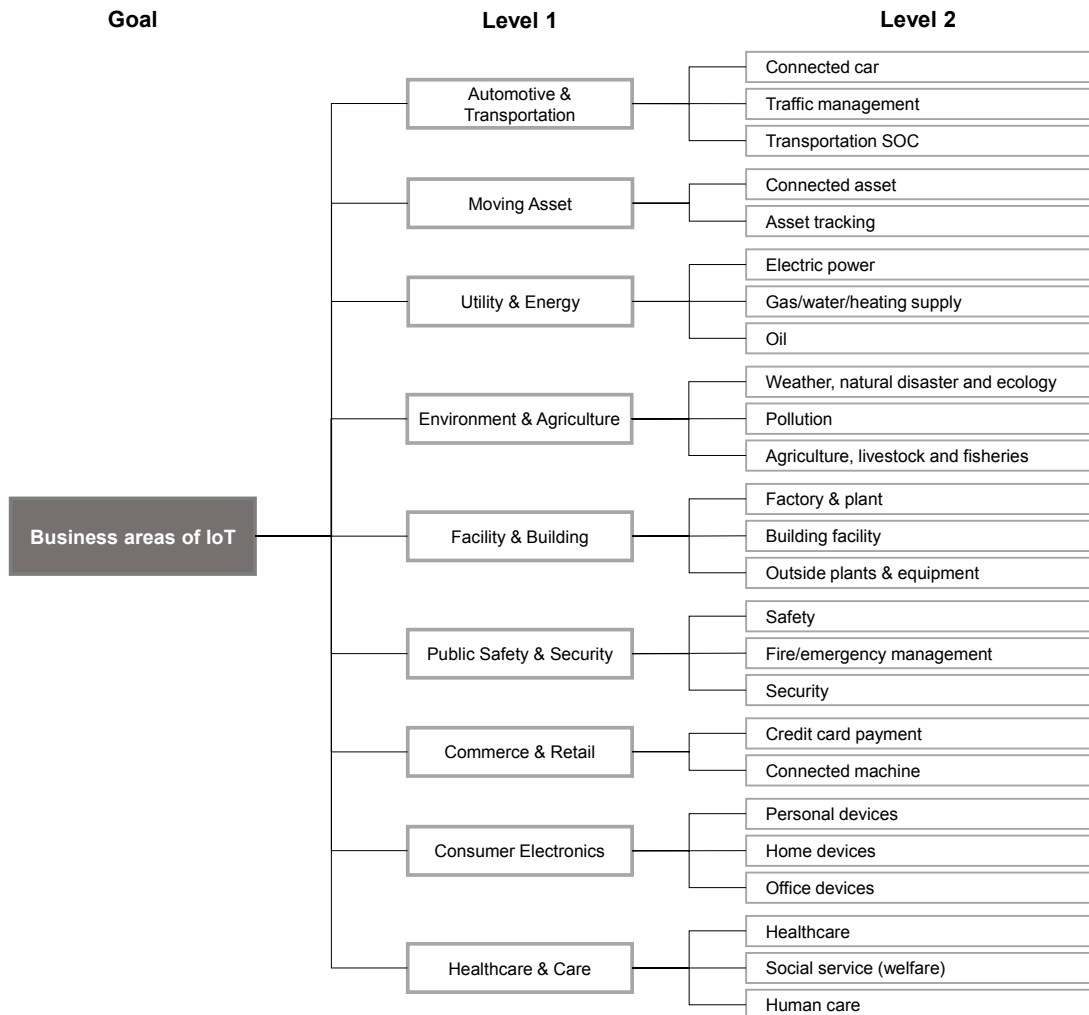 Goal
Level 1
Level 2
Business areas of IoT
Automotive &
Transportation
Connected car
Traffic management
Transportation SOC
Moving Asset
Connected asset
Asset tracking
Utility & Energy
Electric power
Gas/water/heating supply
Oil
Environment & Agriculture
Weather, natural disaster and ecology
Pollution
Agriculture, livestock and fisheries
Facility & Building
Factory & plant
Building facility
Outside plants & equipment
Public Safety & Security
Safety
Fire/emergency management
Security
Commerce & Retail
Credit card payment
Connected machine
Consumer Electronics
Personal devices
Home devices
Office devices
Healthcare & Care
Healthcare
Social service (welfare)
Human care